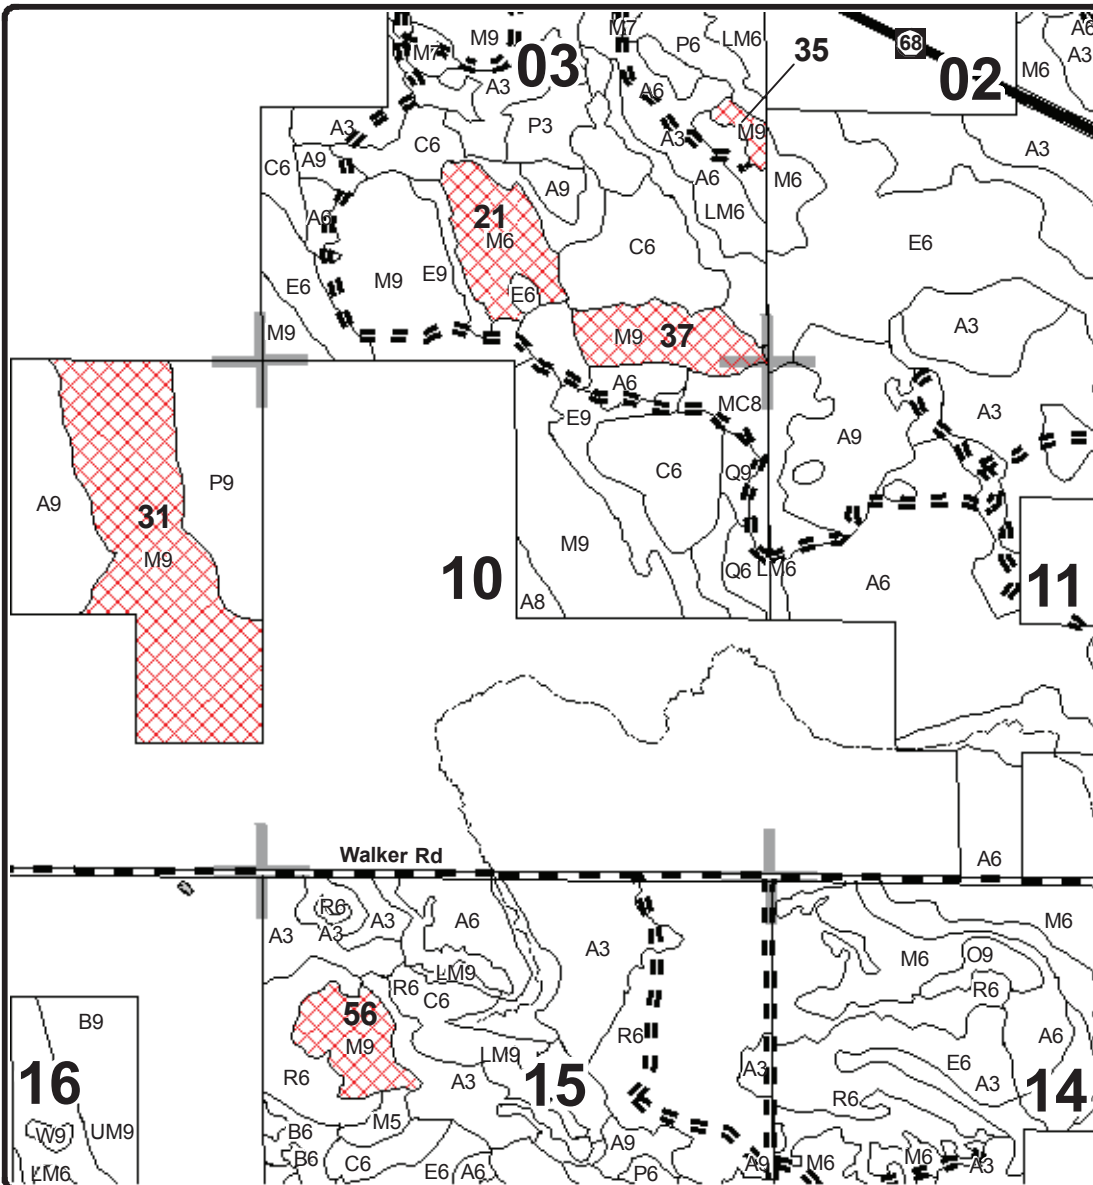 M7
M9
M7
A3
03
M7
P6
LM6
35
68
02
A6
A3
M6
A6
P3
A3
A3
M9
A3
C6
A9
C6
A9
A6
M6
LM6
A6
21
M6
C6
E6
M9
E9
E6
E6
M9
M9
37
A3
A6
MC8
A3
E9
A9
A9
P9
C6
Q9
31
M9
M9
10
Q6
LM6
A6
11
A8
Walker Rd
A6
R6
A3
A3
A3
A6
A3
M6
M6
O9
LM9
R6
C6
R6
B9
56
M9
R6
A6
LM9
E6
16
R6
A3
15
A3
A3
14
R6
M5
B6
W9
UM9
B6
C6
E6
A6
A9
P6
A9
M6
M6
A3
LM6